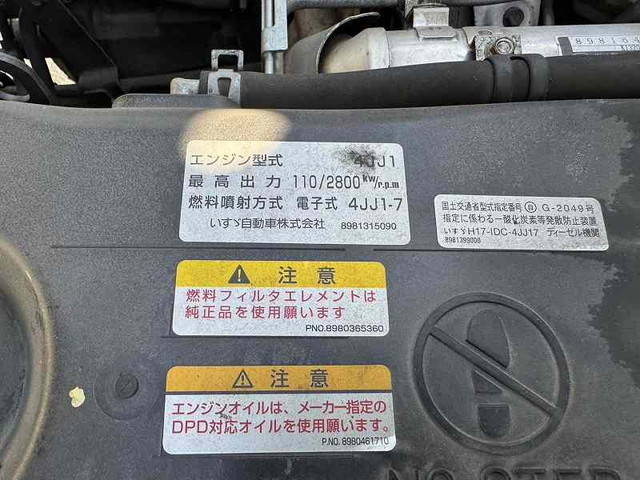 エンジン型式 4JJ1
最高出力 110/2800kW/r.p.m
燃料噴射方式 電子式 4JJ1-7
いすゞ自動車株式会社 8981315090
国土交通省型式指定番号 G-2049号
指定に係わる一酸化炭素等発散防止装置
いすゞH17-IDC-4JJ17 ディーゼル機関
8981399008
注意
燃料フィルタエレメントは
純正品を使用願います
PNO.8980365360
注意
エンジンオイルは、メーカー指定の
DPD対応オイルを使用願います。
P.NO. 8980461710
NO STEP